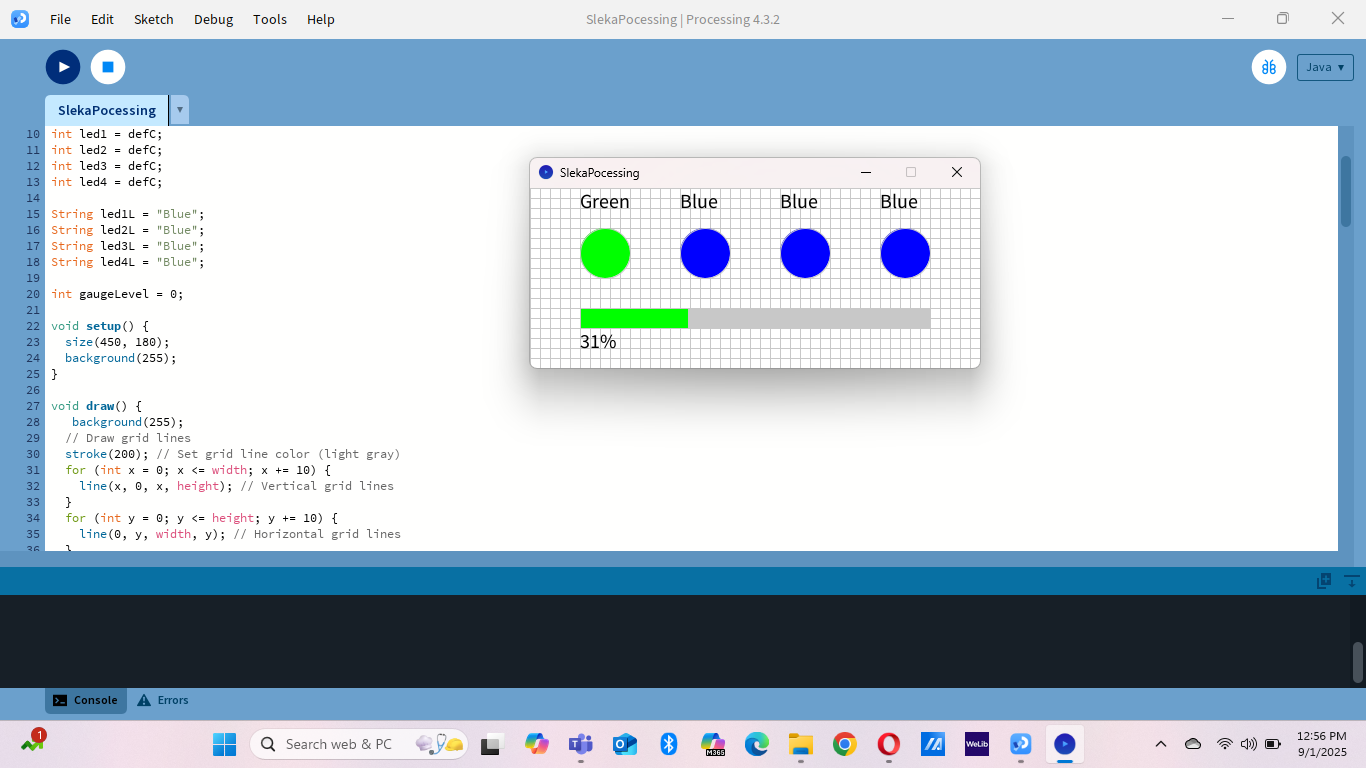 File Edit Sketch Debug Tools Help
SlekaPocessing | Processing 4.3.2
Java ▾
SlekaPocessing
10 int led1 = defC;
11 int led2 = defC;
12 int led3 = defC;
13 int led4 = defC;
14
15 String led1L = "Blue";
16 String led2L = "Blue";
17 String led3L = "Blue";
18 String led4L = "Blue";
19
20 int gaugeLevel = 0;
21
22 void setup() {
23 size(450, 180);
24 background(255);
25 }
26
27 void draw() {
28 background(255);
29 // Draw grid lines
30 stroke(200); // Set grid line color (light gray)
31 for (int x = 0; x <= width; x += 10) {
32 line(x, 0, x, height); // Vertical grid lines
33 }
34 for (int y = 0; y <= height; y += 10) {
35 line(0, y, width, y); // Horizontal grid lines
36 }
SlekaPocessing
Green Blue Blue Blue
31%
Console Errors
1
Search web & PC
M365
WeLib
12:56 PM
9/1/2025